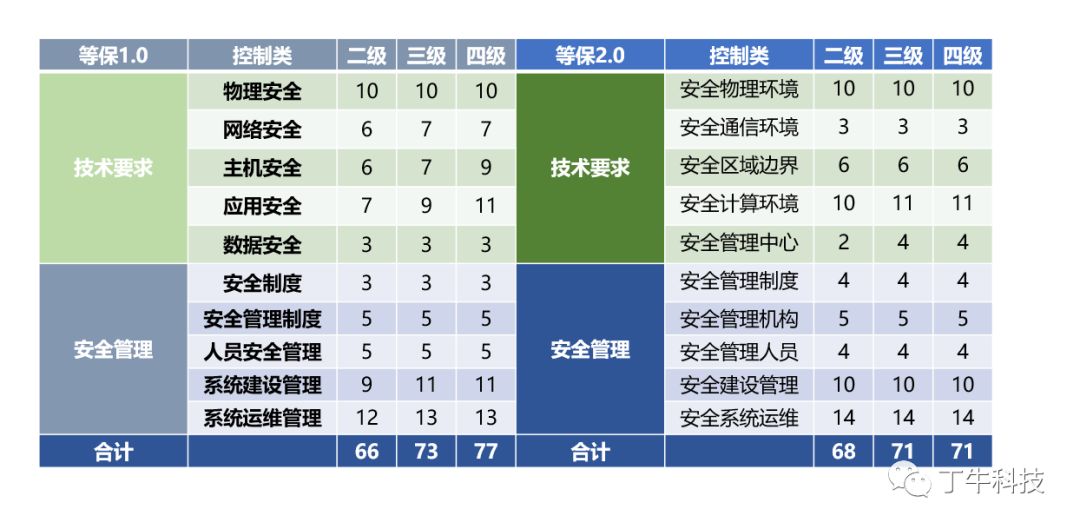 等保1.0 控制类 二级 三级 四级 等保2.0 控制类 二级 三级 四级
物理安全 10 10 10 安全物理环境 10 10 10
网络安全 6 7 7 安全通信环境 3 3 3
技术要求 主机安全 6 7 9 技术要求 安全区域边界 6 6 6
应用安全 7 9 11 安全计算环境 10 11 11
数据安全 3 3 3 安全管理中心 2 4 4
安全制度 3 3 3 安全管理制度 4 4 4
安全管理制度 5 5 5 安全管理机构 5 5 5
安全管理 人员安全管理 5 5 5 安全管理 安全管理人员 4 4 4
系统建设管理 9 11 11 安全建设管理 10 10 10
系统运维管理 12 13 13 安全系统运维 14 14 14
合计 66 73 77 合计 68 71 71
丁牛科技